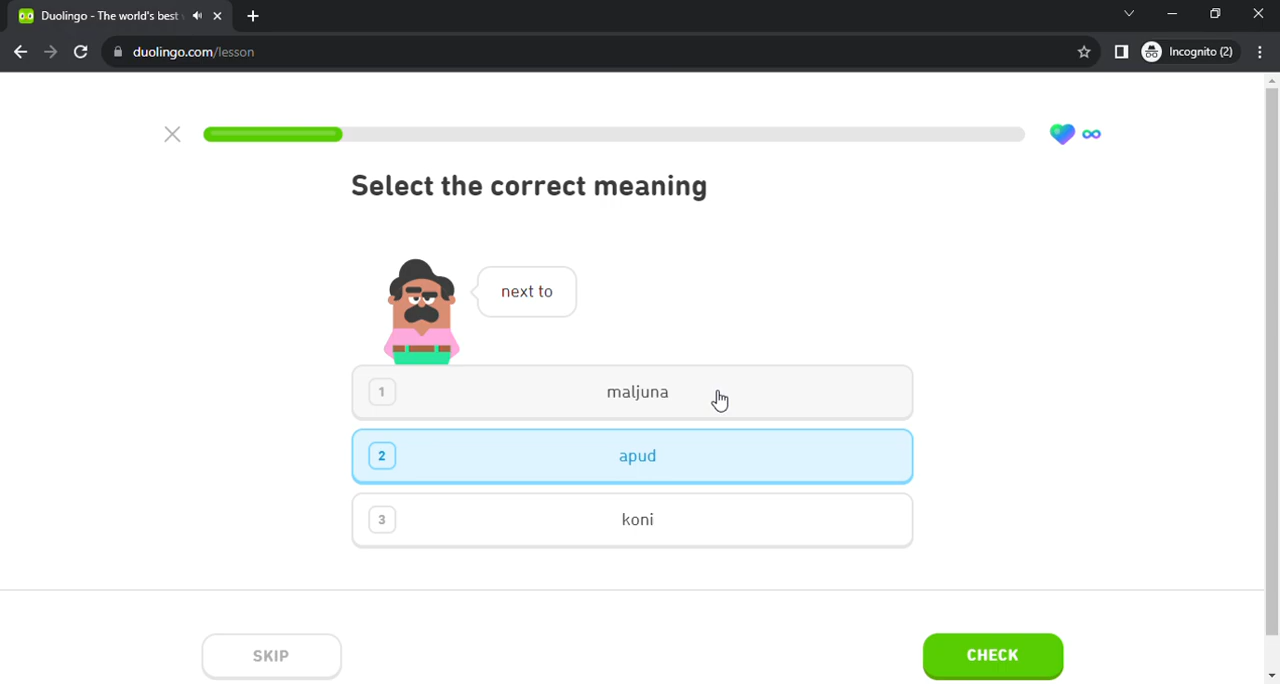 Duolingo - The world's best
duolingo.com/lesson
Incognito (2)
Select the correct meaning
next to
1 maljuna
2 apud
3 koni
SKIP
CHECK